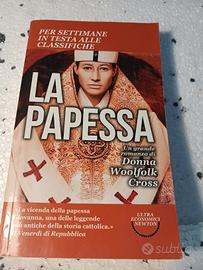 PER SETTIMANE
IN TESTA ALLE
CLASSIFICHE
LA
PAPESSA
Un grande
romanzo di
Donna
Woolfolk
Cross
«La vicenda della papessa
Giovanna, una delle leggende
più antiche della storia cattolica.»
Il Venerdì di Repubblica
ULTRA
ECONOMICI
NEWTON
subito